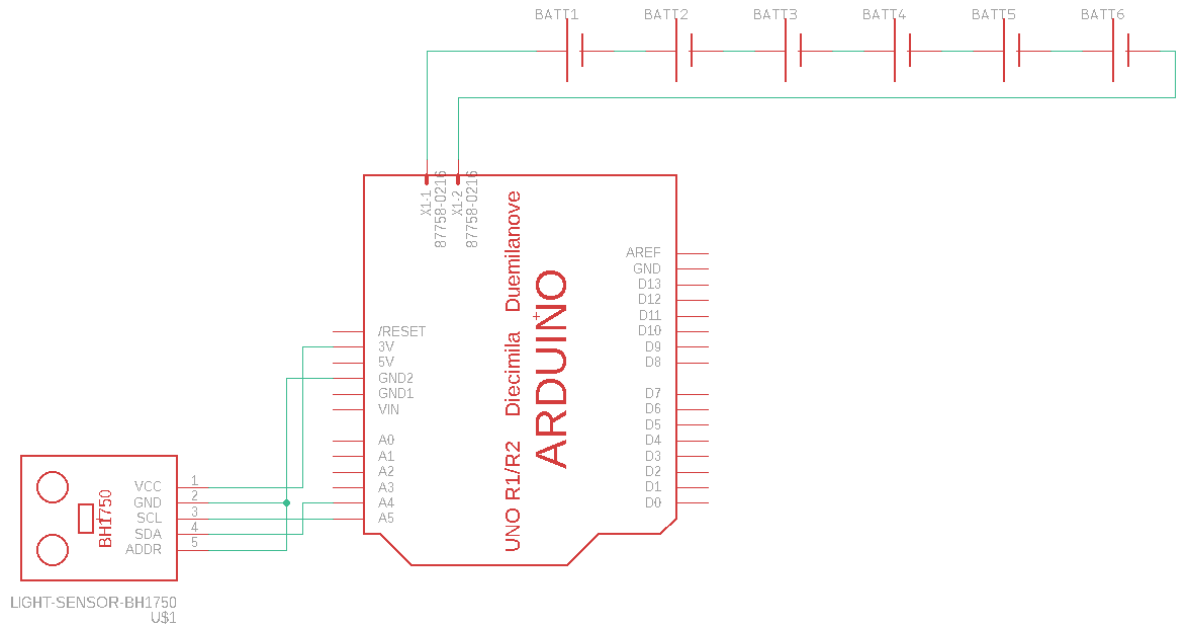 BATT1 BATT2 BATT3 BATT4 BATT5 BATT6
X1-1
87758-0216
X1-2
87758-0216
UNO R1/R2 Diecimila Duemilanove
ARDUINO
/RESET
3V
5V
GND2
GND1
VIN
A0
A1
A2
A3
A4
A5
AREF
GND
D13
D12
D11
D10
D9
D8
D7
D6
D5
D4
D3
D2
D1
D0
BH1750
VCC 1
GND 2
SCL 3
SDA 4
ADDR 5
LIGHT-SENSOR-BH1750
U$1